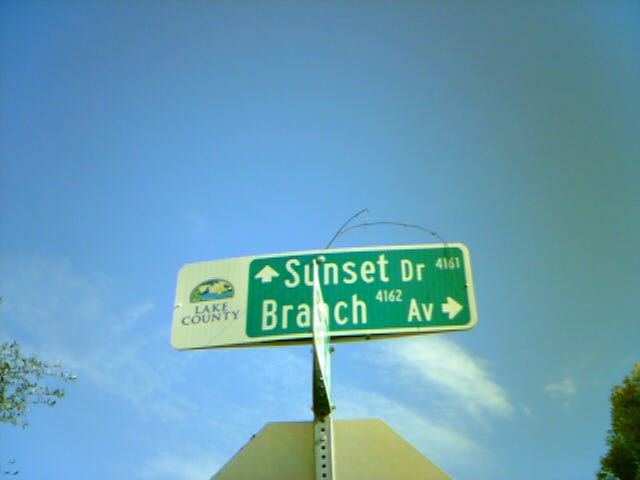 Sunset Dr 4161
Branch 4162 Av
LAKE
COUNTY